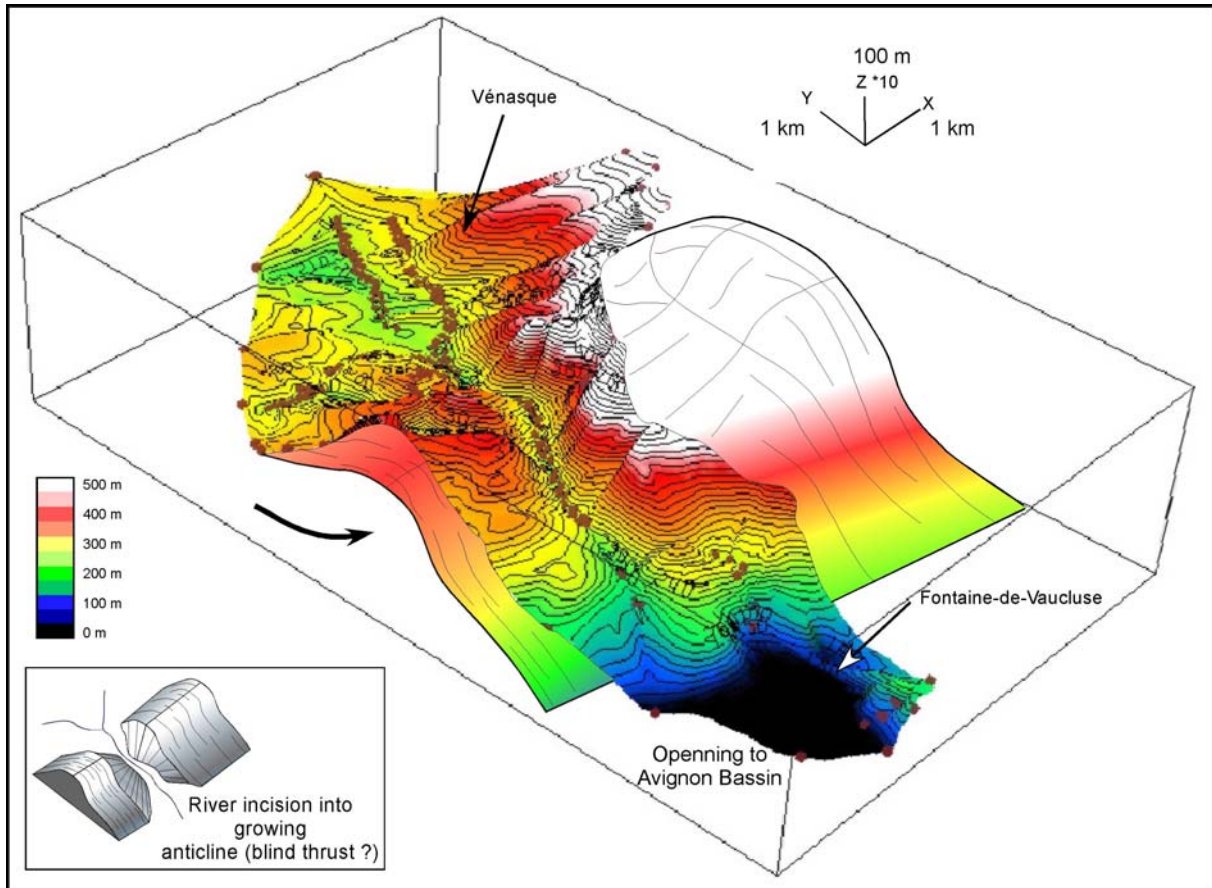 Vénasque
100 m
Z *10
Y
X
1 km
1 km
500 m
400 m
300 m
200 m
100 m
0 m
Fontaine-de-Vaucluse
Openning to
Avignon Bassin
River incision into
growing
anticline (blind thrust ?)